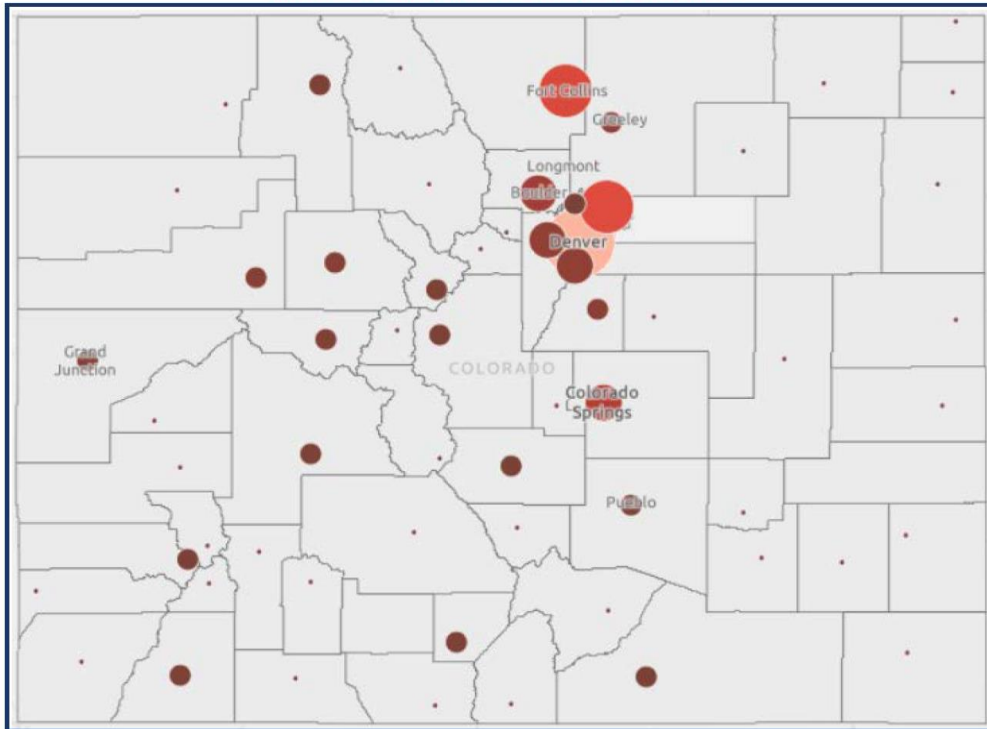 Fort Collins
Greeley
Longmont
Boulder
Denver
Grand
Junction
COLORADO
Colorado
Springs
Pueblo